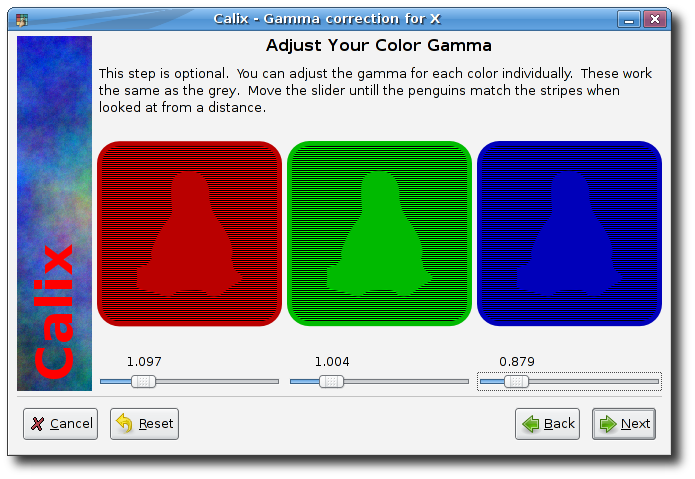 Calix - Gamma correction for X
Adjust Your Color Gamma
This step is optional.  You can adjust the gamma for each color individually.  These work
the same as the grey.  Move the slider untill the penguins match the stripes when
looked at from a distance.
Calix
1.097
1.004
0.879
Cancel
Reset
Back
Next